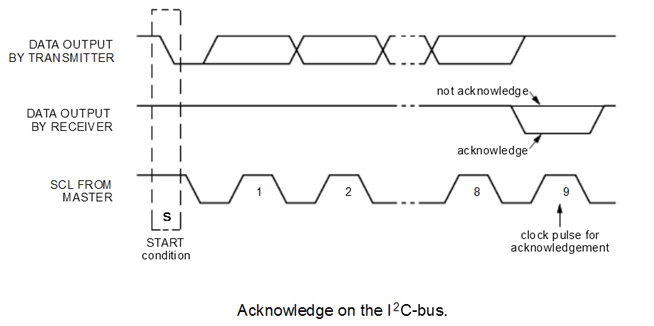 DATA OUTPUT
BY TRANSMITTER
not acknowledge
DATA OUTPUT
BY RECEIVER
acknowledge
SCL FROM
MASTER
1
2
8
9
S
START
condition
clock pulse for
acknowledgement
Acknowledge on the I²C-bus.